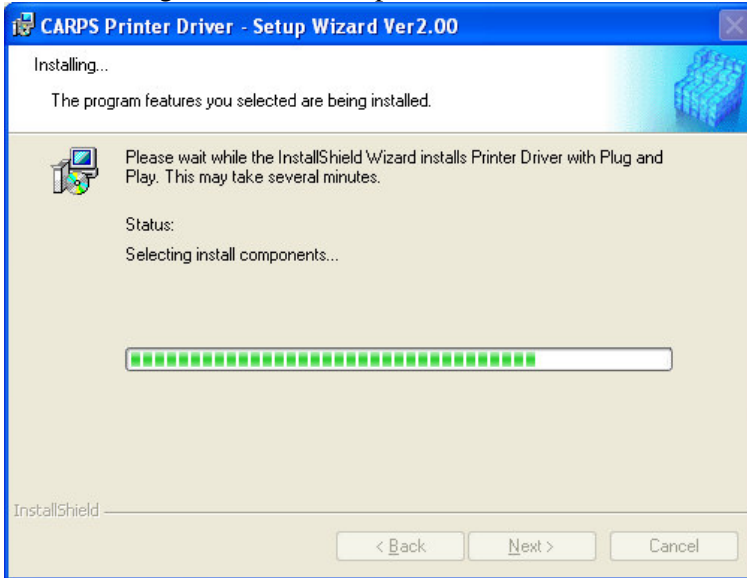 CARPS Printer Driver - Setup Wizard Ver2.00
Installing...
The program features you selected are being installed.
Please wait while the InstallShield Wizard installs Printer Driver with Plug and
Play. This may take several minutes.
Status:
Selecting install components...
InstallShield
< Back
Next >
Cancel